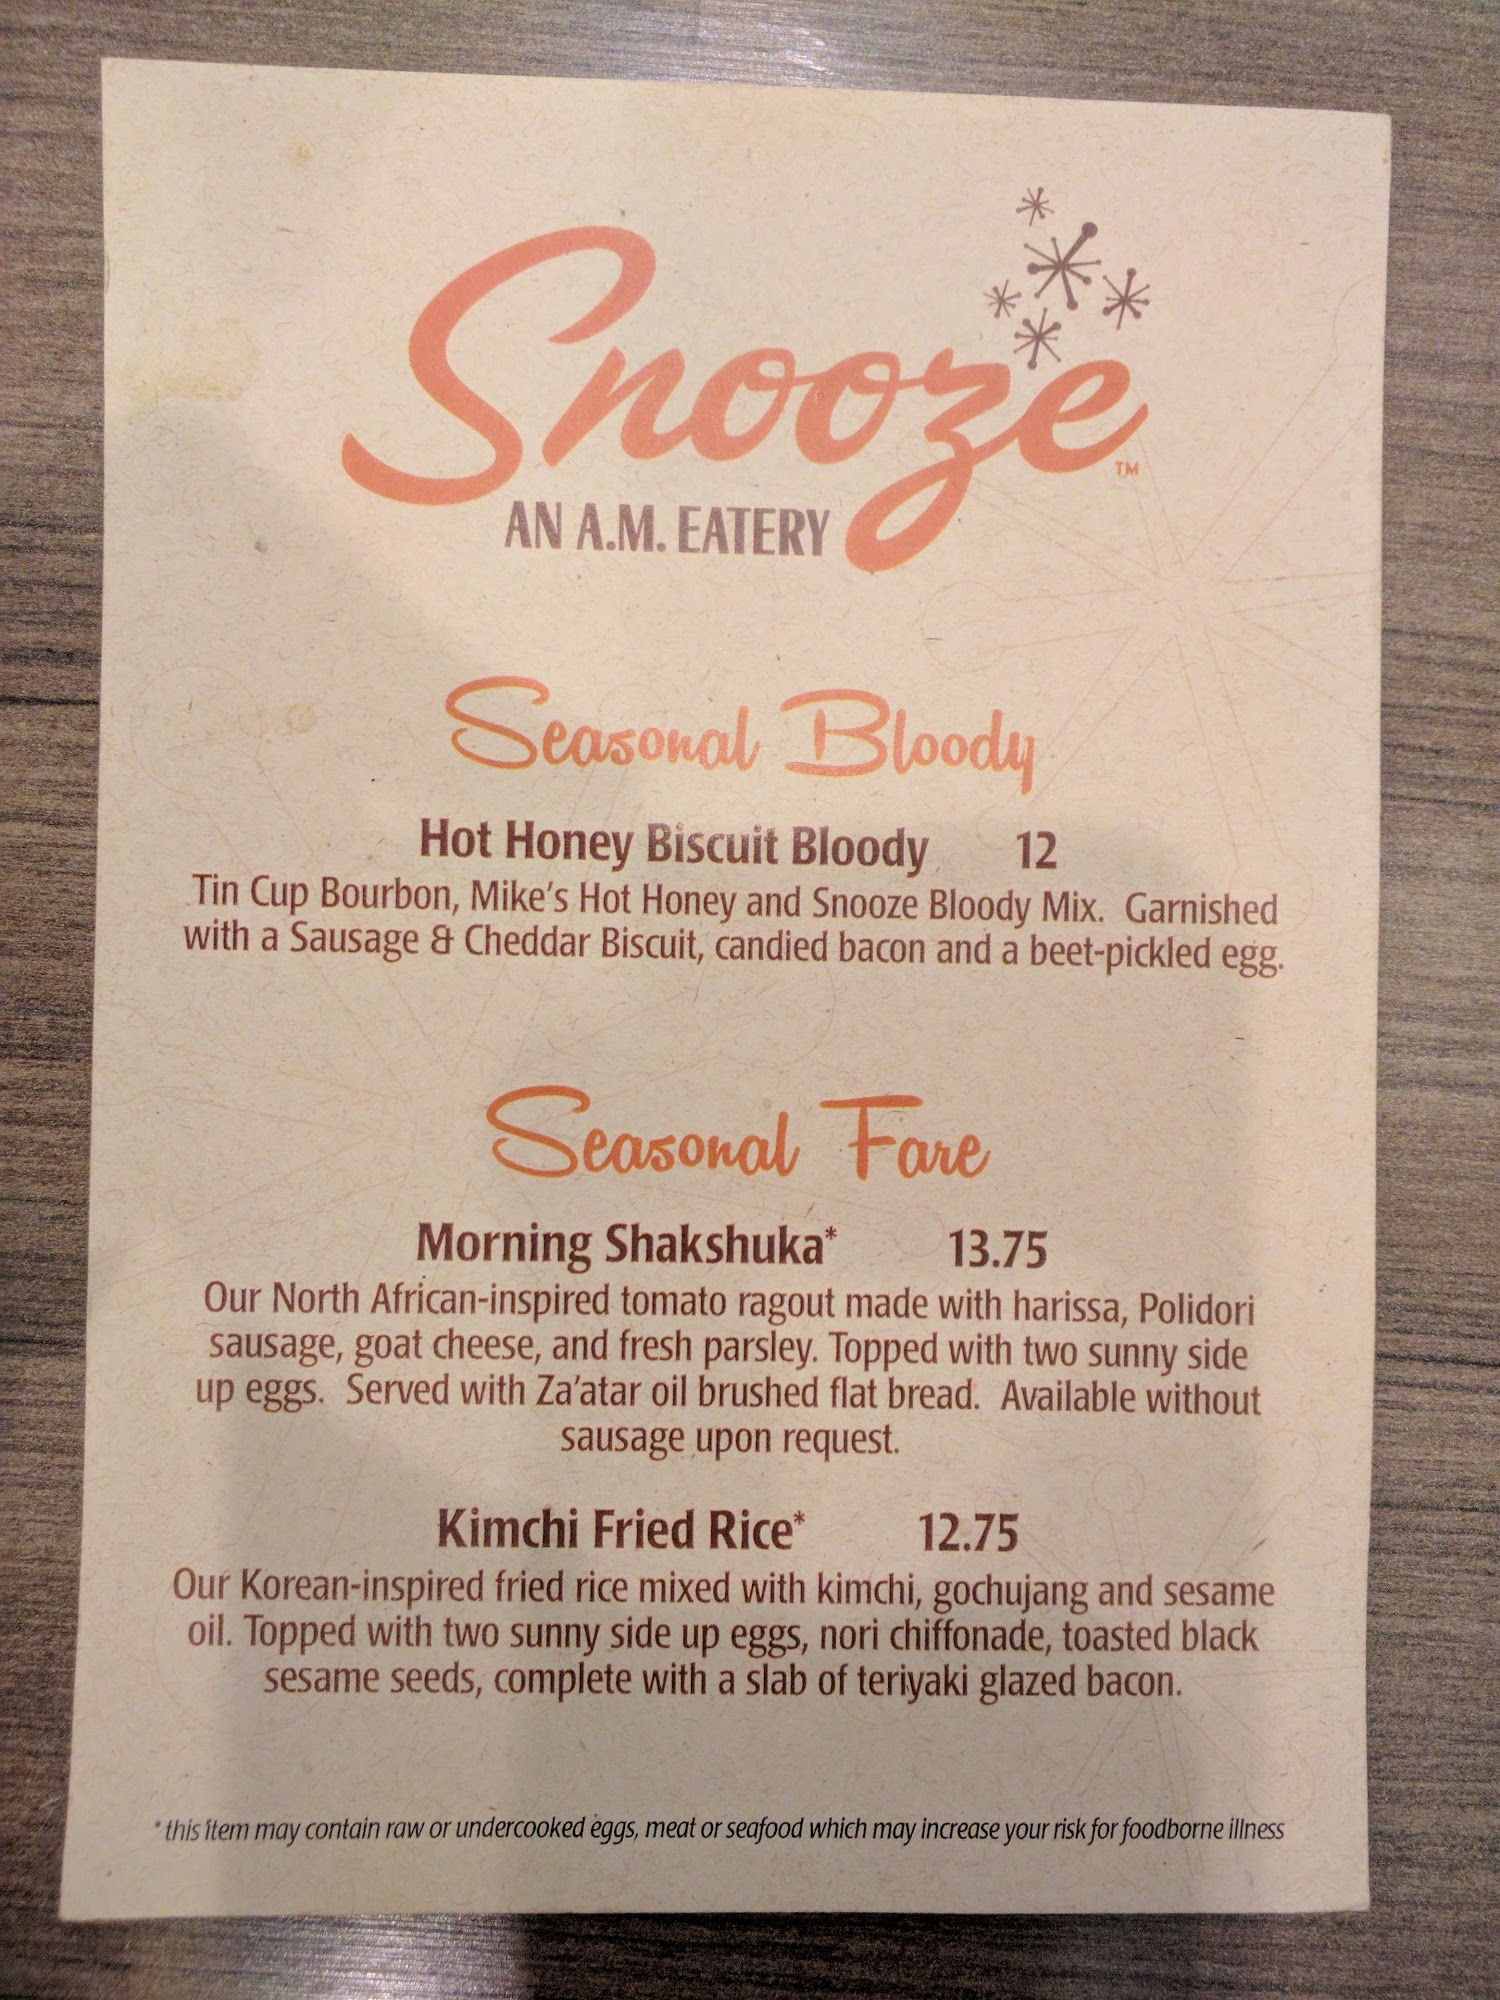 Snooze™
AN A.M. EATERY
Seasonal Bloody
Hot Honey Biscuit Bloody 12
Tin Cup Bourbon, Mike's Hot Honey and Snooze Bloody Mix. Garnished
with a Sausage & Cheddar Biscuit, candied bacon and a beet-pickled egg.
Seasonal Fare
Morning Shakshuka* 13.75
Our North African-inspired tomato ragout made with harissa, Polidori
sausage, goat cheese, and fresh parsley. Topped with two sunny side
up eggs. Served with Za'atar oil brushed flat bread. Available without
sausage upon request.
Kimchi Fried Rice* 12.75
Our Korean-inspired fried rice mixed with kimchi, gochujang and sesame
oil. Topped with two sunny side up eggs, nori chiffonade, toasted black
sesame seeds, complete with a slab of teriyaki glazed bacon.
* this item may contain raw or undercooked eggs, meat or seafood which may increase your risk for foodborne illness